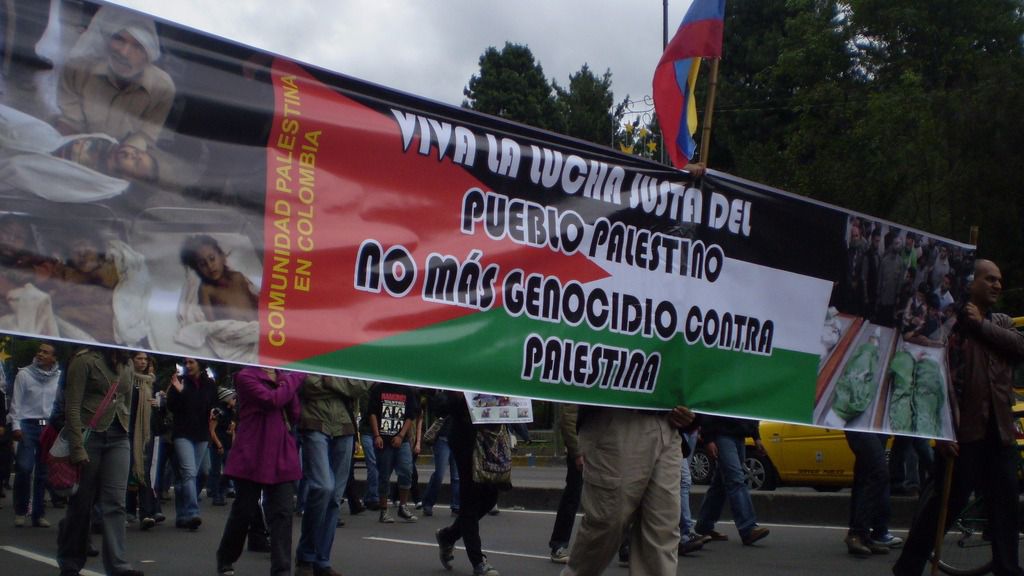 COMUNIDAD PALESTINA
EN COLOMBIA
VIVA LA LUCHA JUSTA DEL
PUEBLO PALESTINO
NO MÁS GENOCIDIO CONTRA
PALESTINA